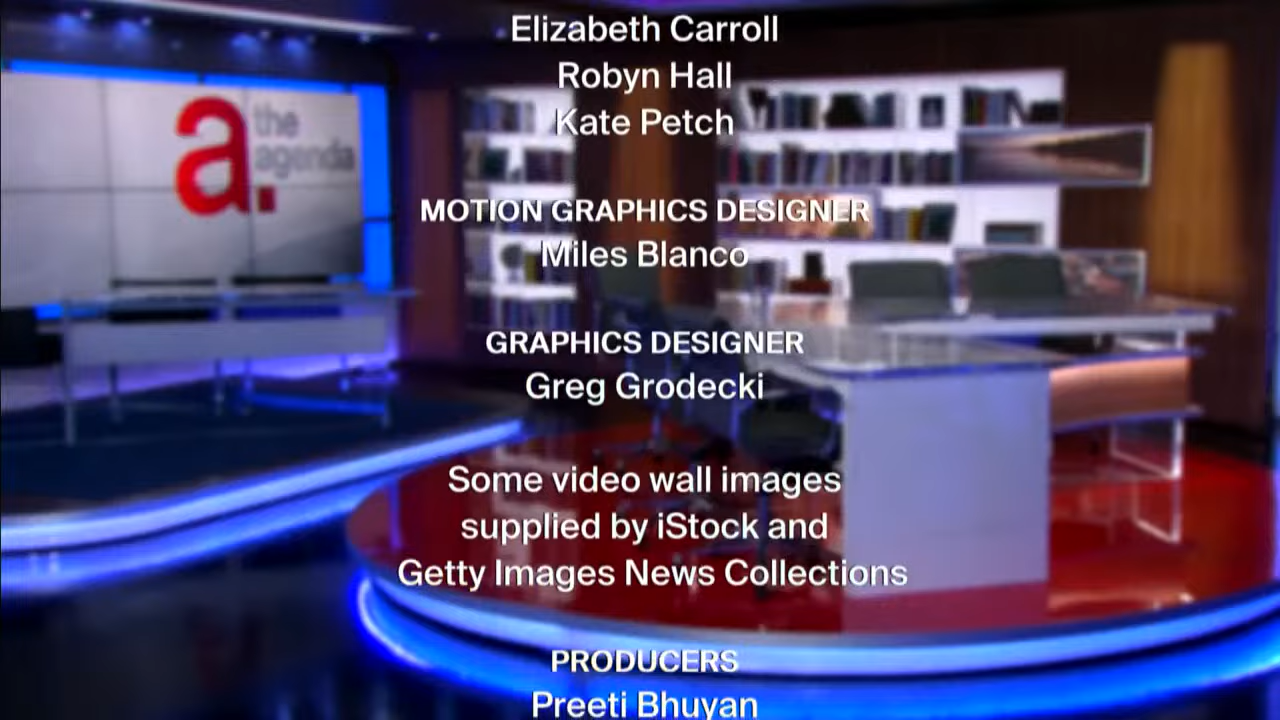 Elizabeth Carroll
Robyn Hall
Kate Petch
a. the
agenda
MOTION GRAPHICS DESIGNER
Miles Blanco
GRAPHICS DESIGNER
Greg Grodecki
Some video wall images
supplied by iStock and
Getty Images News Collections
PRODUCERS
Preeti Bhuyan